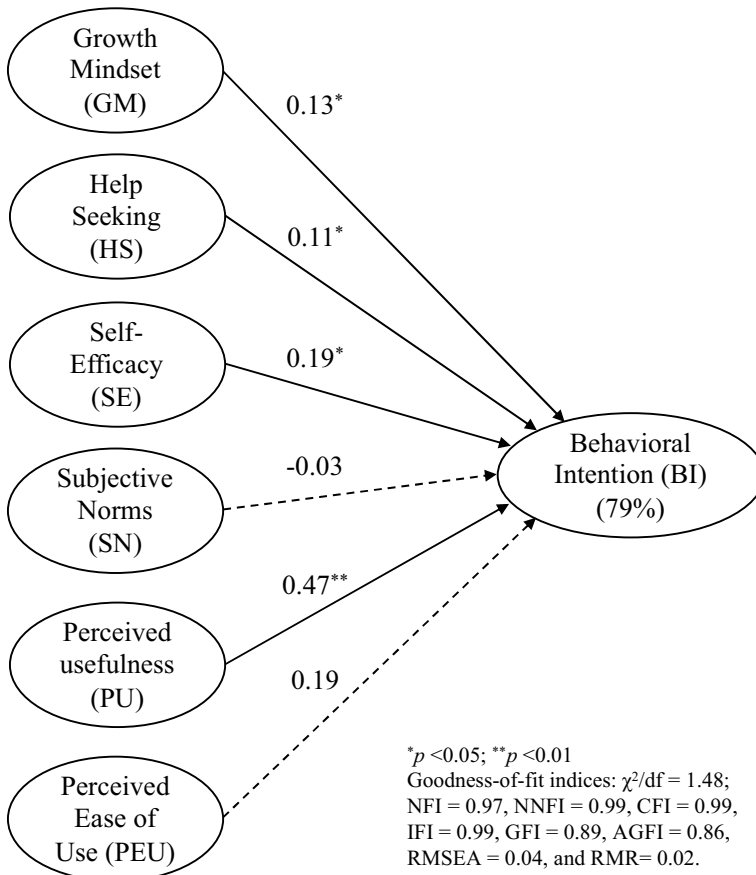 Growth
Mindset
(GM)
0.13*
Help
Seeking
(HS)
0.11*
Self-
Efficacy
(SE)
0.19*
Behavioral
Intention (BI)
(79%)
Subjective
Norms
(SN)
-0.03
Perceived
usefulness
(PU)
0.47**
0.19
Perceived
Ease of
Use (PEU)
*p <0.05; **p <0.01
Goodness-of-fit indices: χ²/df = 1.48;
NFI = 0.97, NNFI = 0.99, CFI = 0.99,
IFI = 0.99, GFI = 0.89, AGFI = 0.86,
RMSEA = 0.04, and RMR= 0.02.